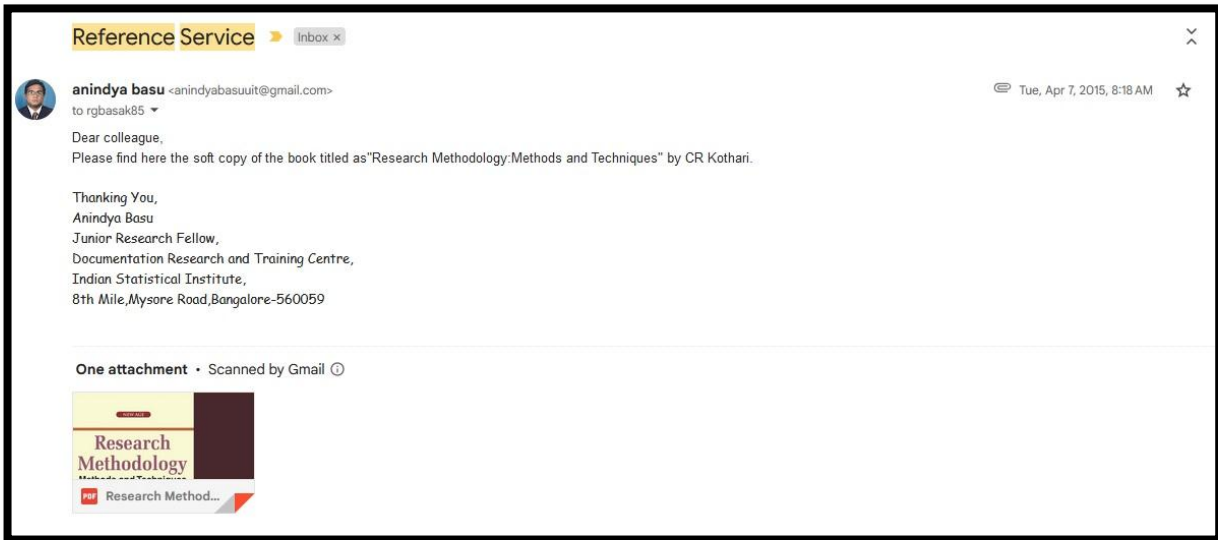 Reference Service Inbox ×
anindya basu <anindyabasuuit@gmail.com> Tue, Apr 7, 2015, 8:18 AM
to rgbasak85
Dear colleague,
Please find here the soft copy of the book titled as"Research Methodology:Methods and Techniques" by CR Kothari.
Thanking You,
Anindya Basu
Junior Research Fellow,
Documentation Research and Training Centre,
Indian Statistical Institute,
8th Mile,Mysore Road,Bangalore-560059
One attachment • Scanned by Gmail
NEW AGE
Research
Methodology
Methods and Techniques
PDF Research Method...